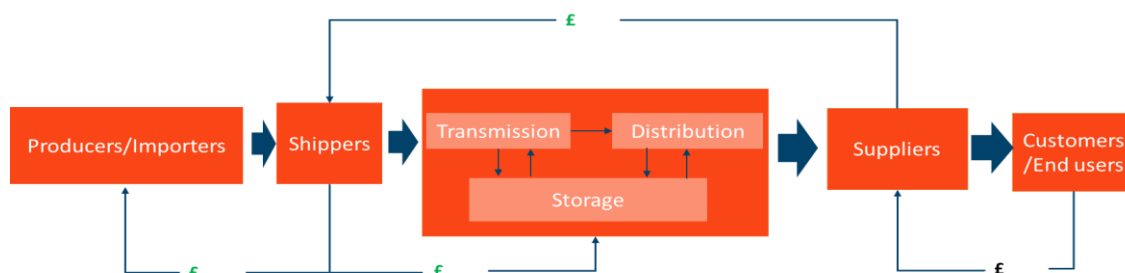 £
Producers/Importers
Shippers
Transmission
Distribution
Storage
Suppliers
Customers
/End users
£
£
£